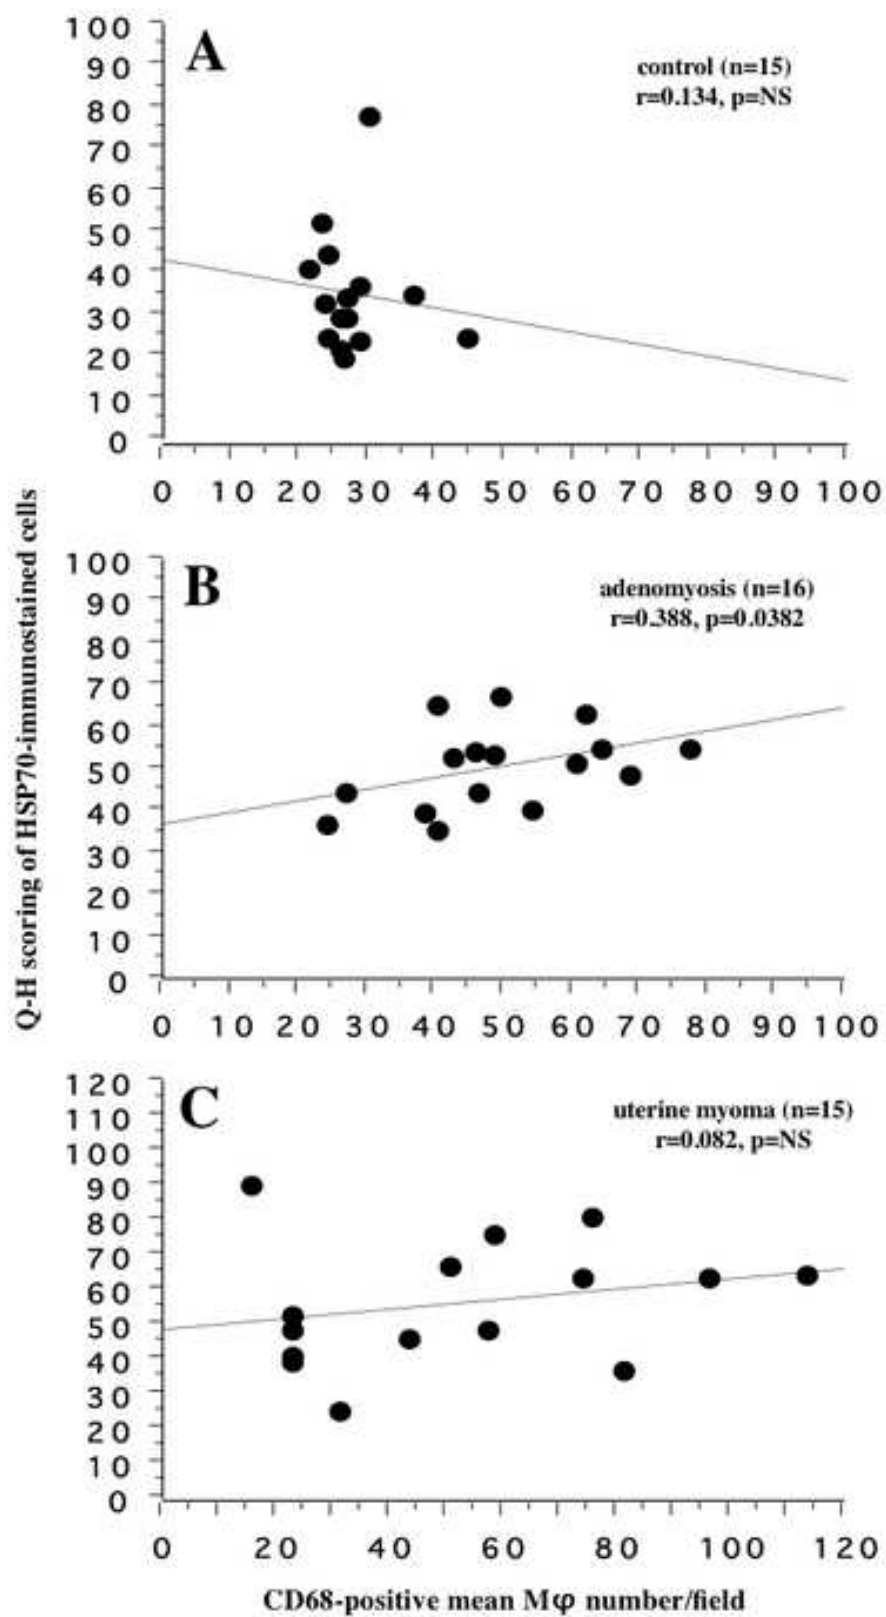 A
control (n=15)
r=0.134, p=NS
100
90
80
70
60
50
40
30
20
10
0
0 10 20 30 40 50 60 70 80 90 100
B
adenomyosis (n=16)
r=0.388, p=0.0382
100
90
80
70
60
50
40
30
20
10
0
0 10 20 30 40 50 60 70 80 90 100
Q-H scoring of HSP70-immunostained cells
C
uterine myoma (n=15)
r=0.082, p=NS
120
110
100
90
80
70
60
50
40
30
20
10
0
0 20 40 60 80 100 120
CD68-positive mean Mφ number/field